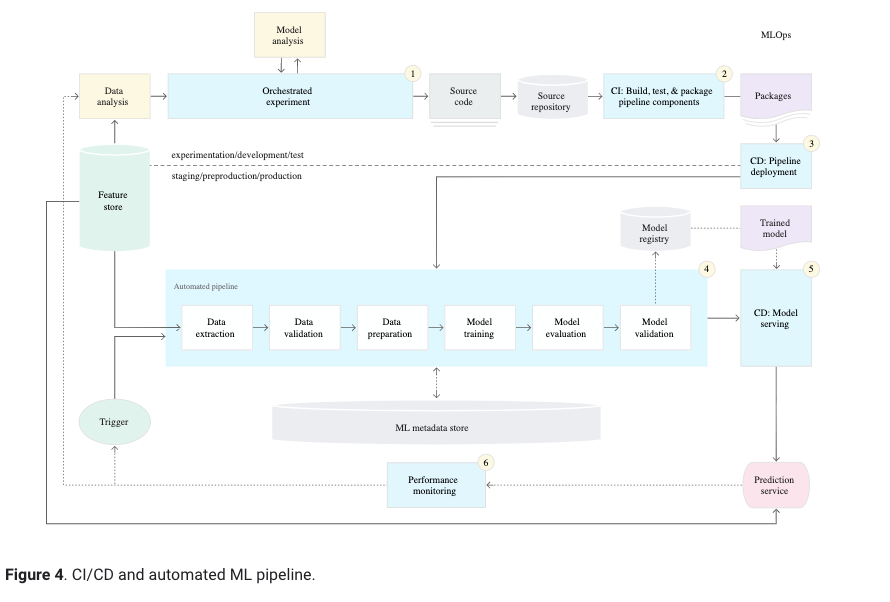 MLOps
Model
analysis
1
2
Data
analysis
Orchestrated
experiment
Source
code
Source
repository
CI: Build, test, & package
pipeline components
Packages
3
experimentation/development/test
staging/preproduction/production
CD: Pipeline
deployment
Feature
store
Model
registry
Trained
model
4
5
Automated pipeline
Data
extraction
Data
validation
Data
preparation
Model
training
Model
evaluation
Model
validation
CD: Model
serving
Trigger
ML metadata store
6
Performance
monitoring
Prediction
service
Figure 4. CI/CD and automated ML pipeline.